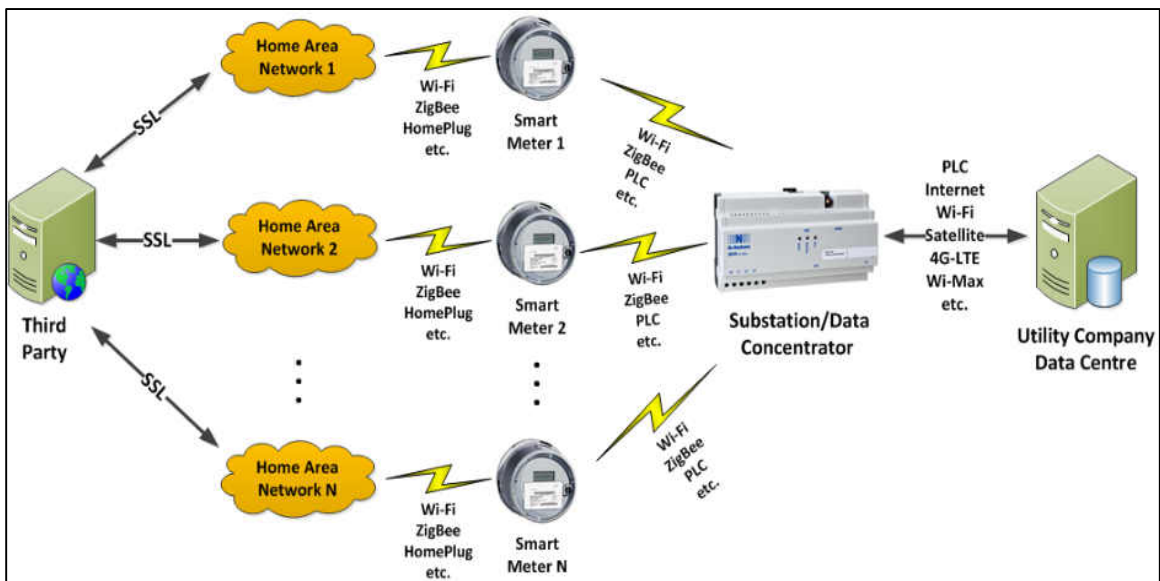 Home Area
Network 1
Wi-Fi
ZigBee
HomePlug
etc.
Smart
Meter 1
SSL
Wi-Fi
ZigBee
PLC
etc.
Third
Party
SSL
Home Area
Network 2
Wi-Fi
ZigBee
HomePlug
etc.
Smart
Meter 2
Wi-Fi
ZigBee
PLC
etc.
N
Substation/Data
Concentrator
PLC
Internet
Wi-Fi
Satellite
4G-LTE
Wi-Max
etc.
Utility Company
Data Centre
SSL
Home Area
Network N
Wi-Fi
ZigBee
HomePlug
etc.
Smart
Meter N
Wi-Fi
ZigBee
PLC
etc.